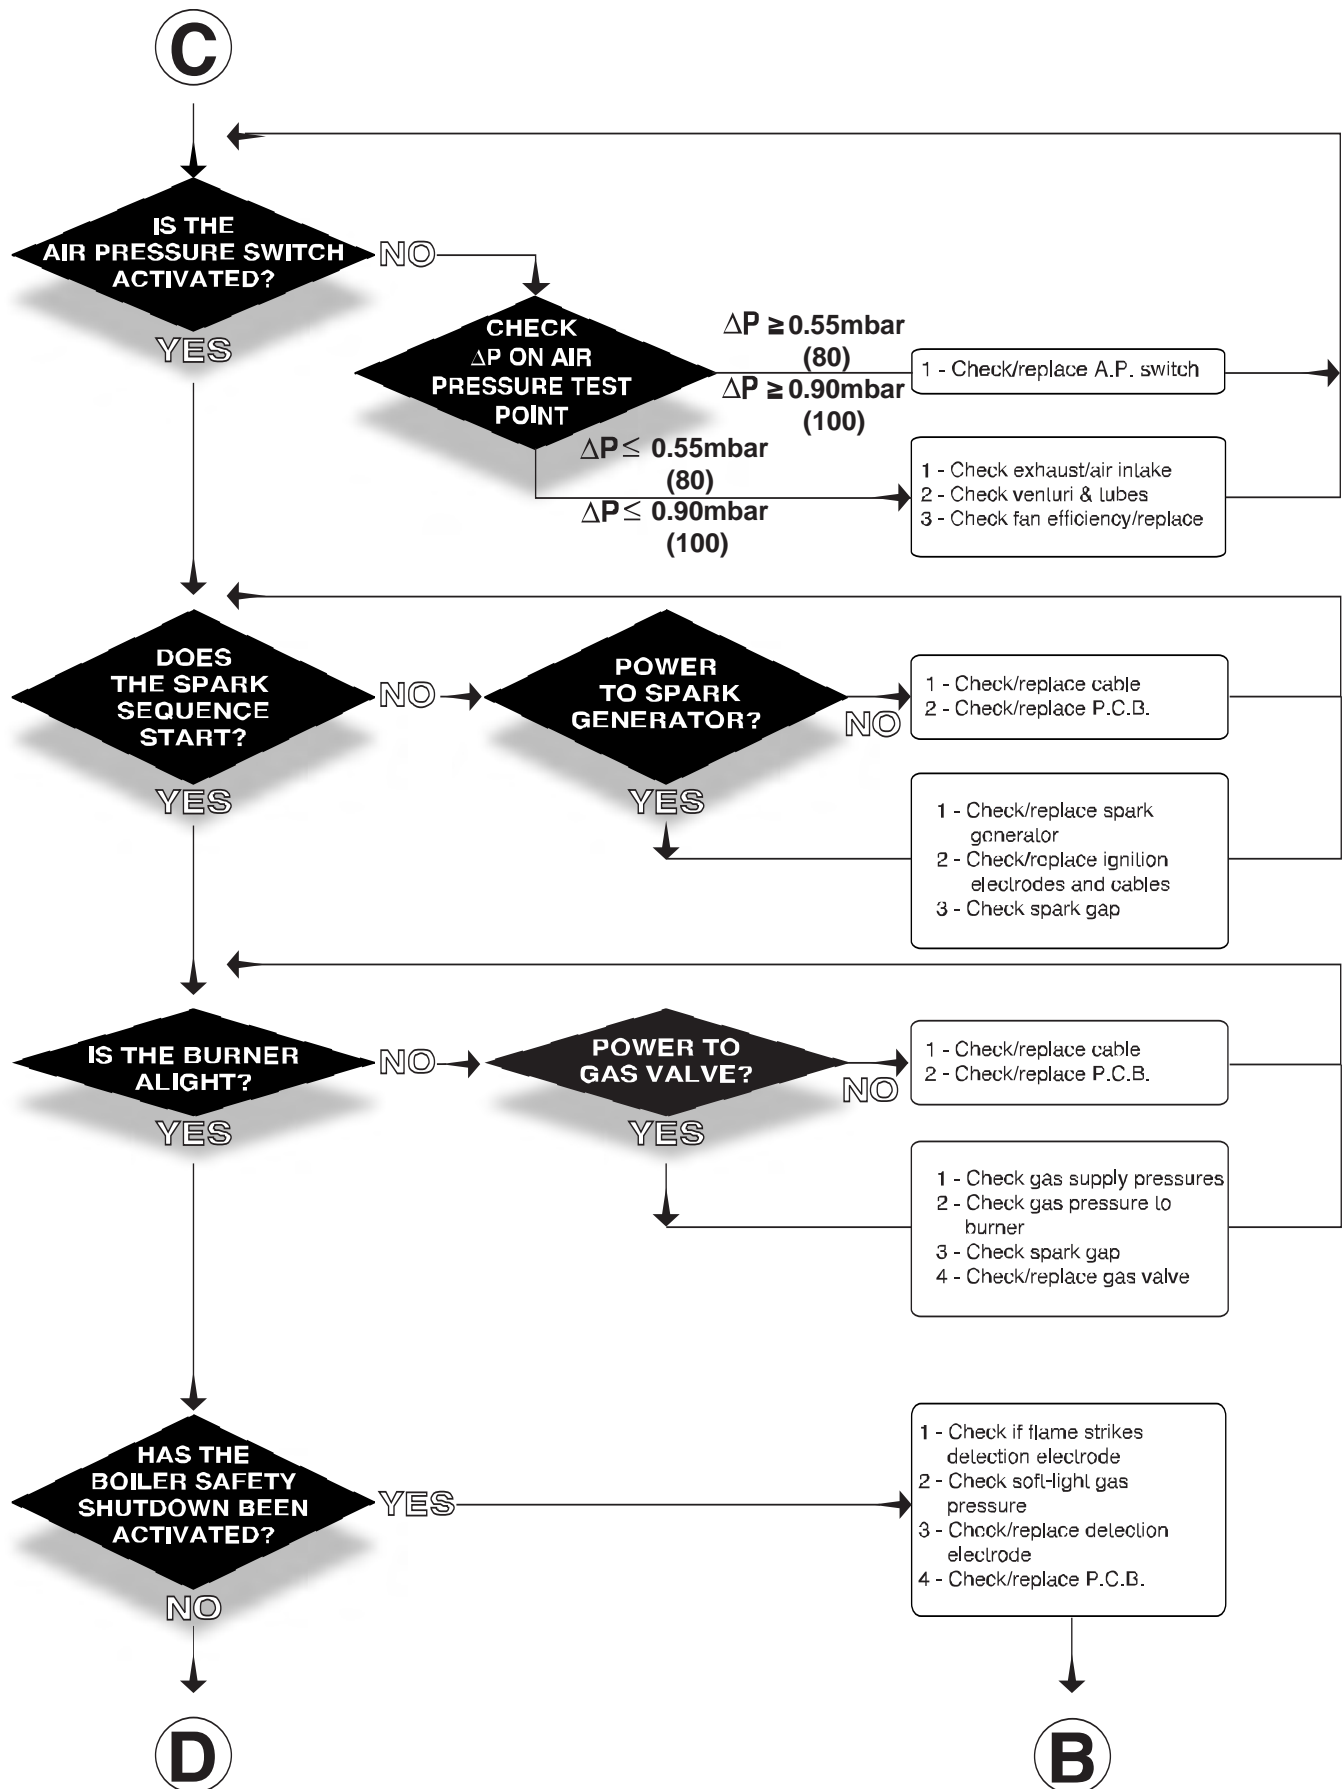 C
IS THE
AIR PRESSURE SWITCH
ACTIVATED?
NO
YES
CHECK
ΔP ON AIR
PRESSURE TEST
POINT
ΔP ≧ 0.55mbar
(80)
ΔP ≧ 0.90mbar
(100)
1 - Check/replace A.P. switch
ΔP ≤ 0.55mbar
(80)
ΔP ≤ 0.90mbar
(100)
1 - Check exhaust/air intake
2 - Check venturi & tubes
3 - Check fan efficiency/replace
DOES
THE SPARK
SEQUENCE
START?
NO
YES
POWER
TO SPARK
GENERATOR?
NO
YES
1 - Check/replace cable
2 - Check/replace P.C.B.
1 - Check/replace spark
generator
2 - Check/replace ignition
electrodes and cables
3 - Check spark gap
IS THE BURNER
ALIGHT?
NO
YES
POWER TO
GAS VALVE?
NO
YES
1 - Check/replace cable
2 - Check/replace P.C.B.
1 - Check gas supply pressures
2 - Check gas pressure to
burner
3 - Check spark gap
4 - Check/replace gas valve
HAS THE
BOILER SAFETY
SHUTDOWN BEEN
ACTIVATED?
YES
NO
1 - Check if flame strikes
detection electrode
2 - Check soft-light gas
pressure
3 - Check/replace detection
electrode
4 - Check/replace P.C.B.
D
B